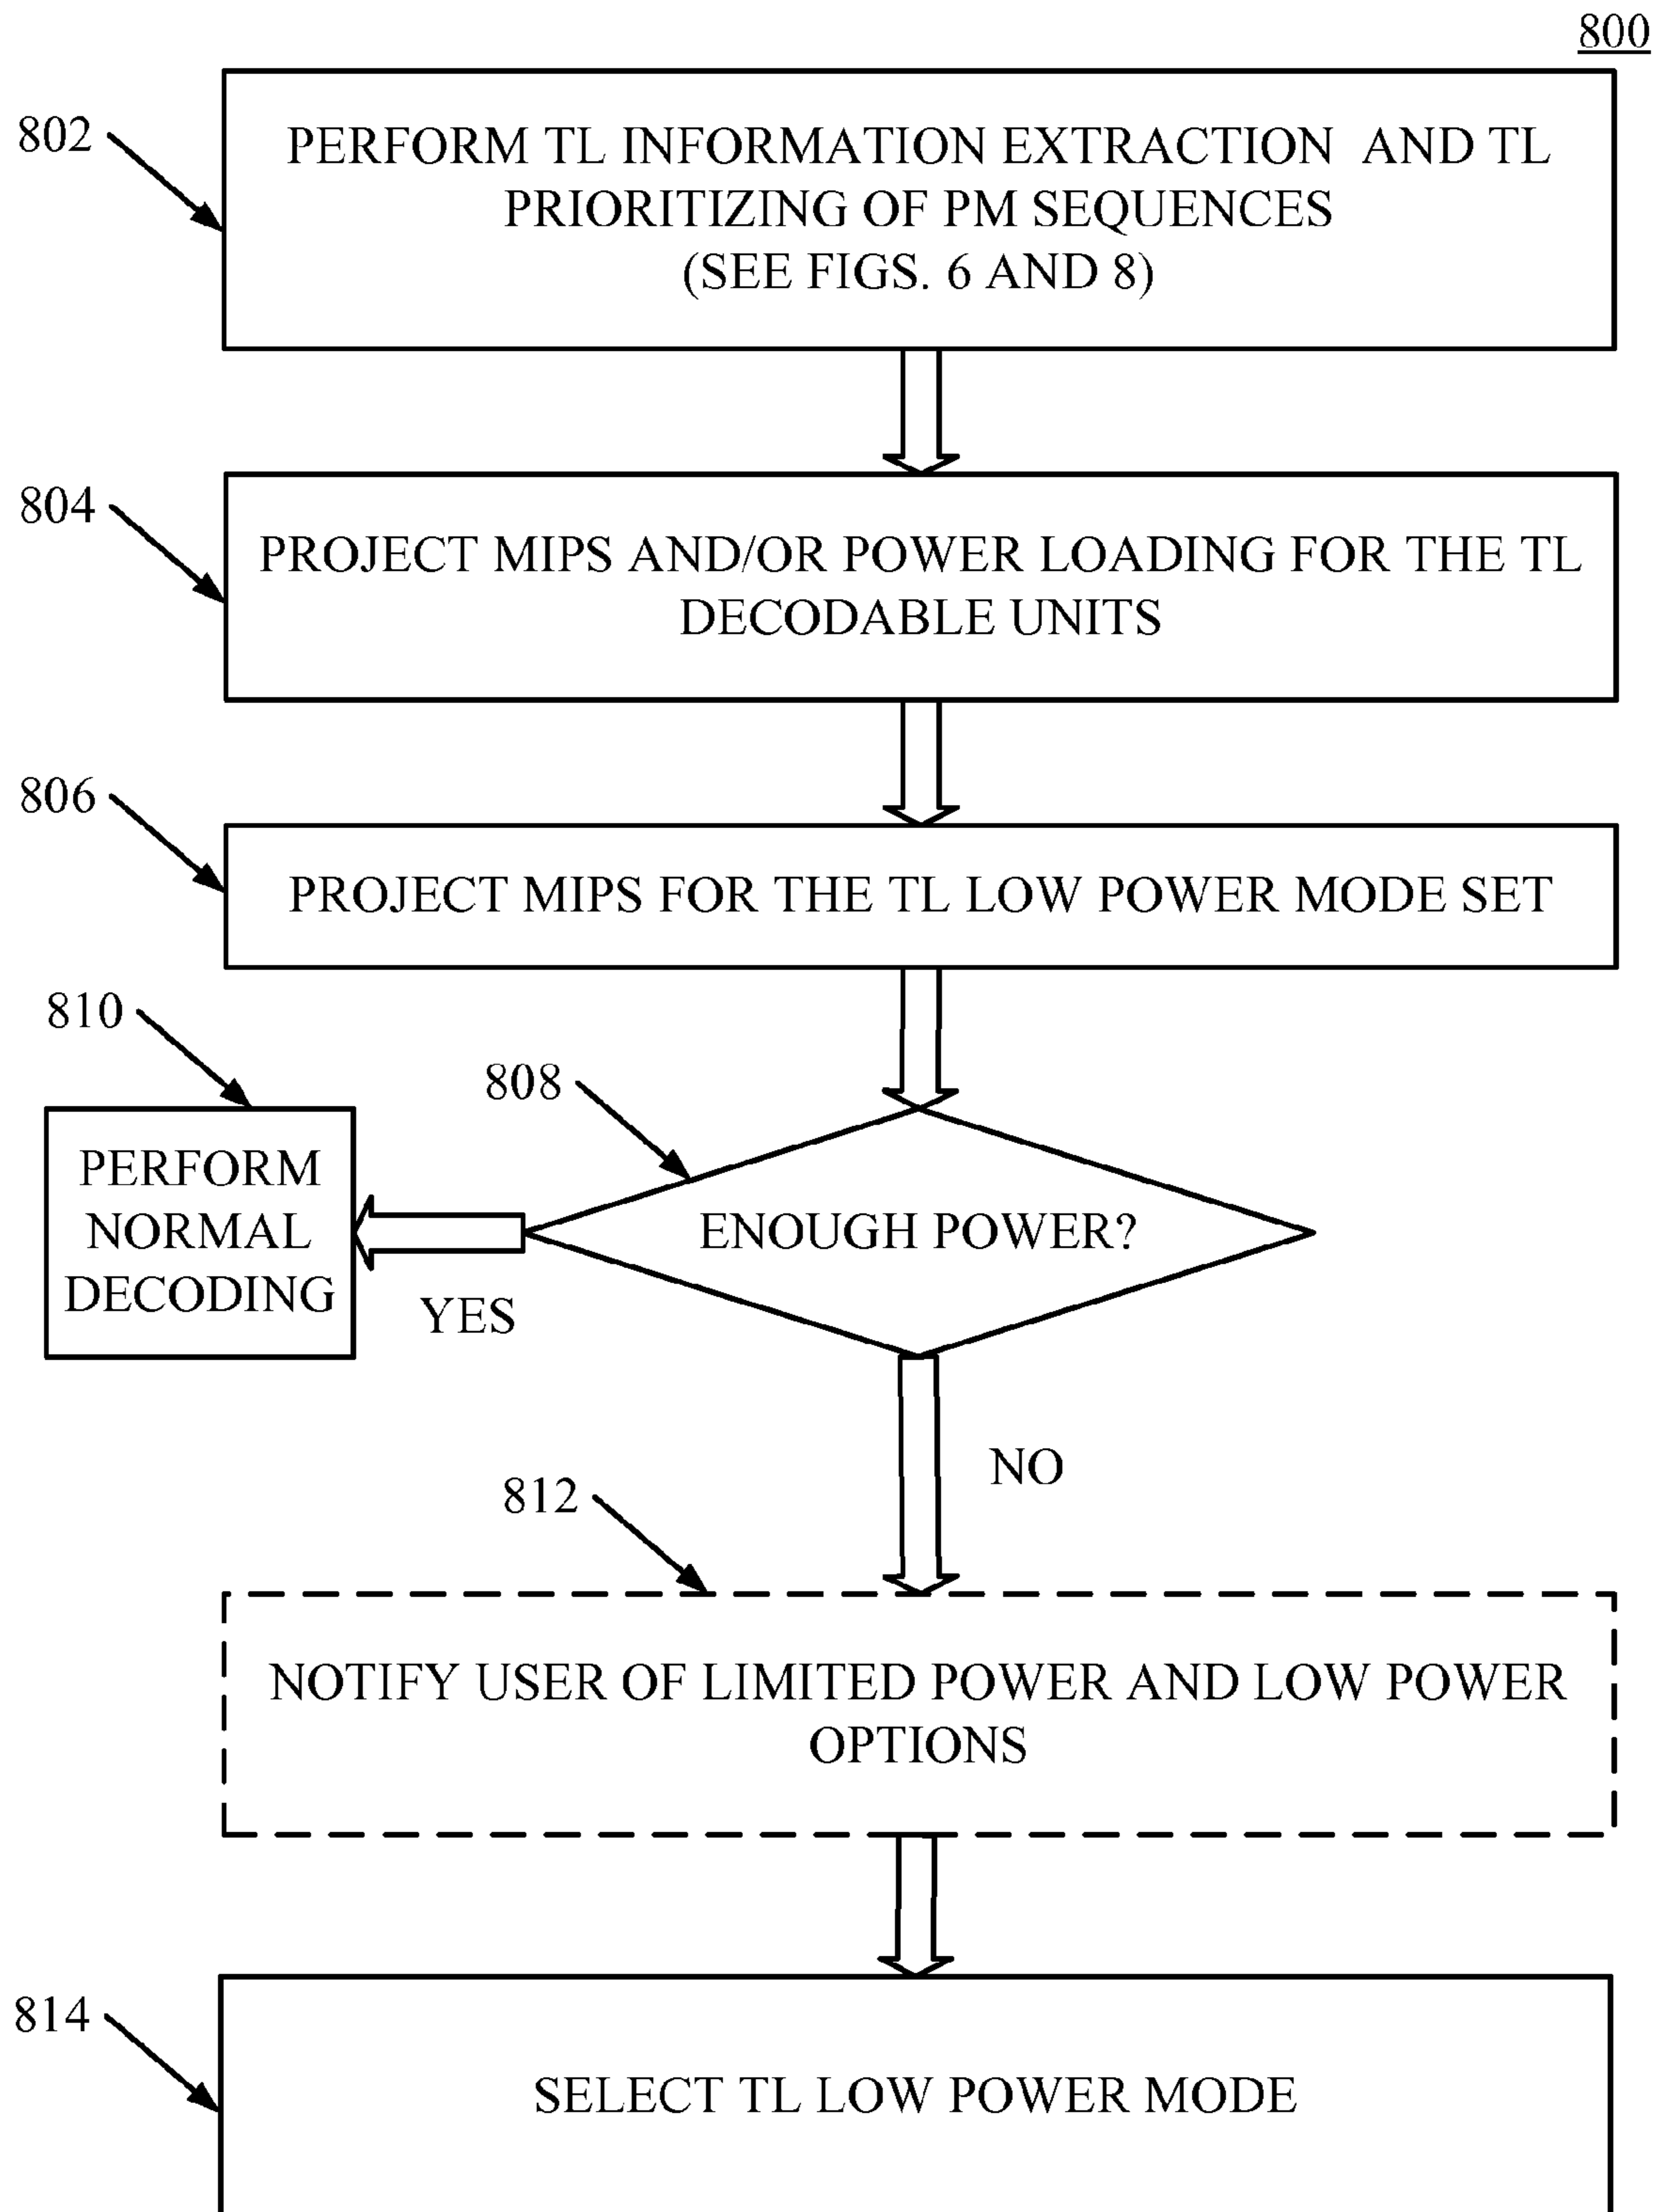 800
802
PERFORM TL INFORMATION EXTRACTION AND TL
PRIORITIZING OF PM SEQUENCES
(SEE FIGS. 6 AND 8)
804
PROJECT MIPS AND/OR POWER LOADING FOR THE TL
DECODABLE UNITS
806
PROJECT MIPS FOR THE TL LOW POWER MODE SET
810
808
PERFORM
NORMAL
DECODING
ENOUGH POWER?
YES
NO
812
NOTIFY USER OF LIMITED POWER AND LOW POWER
OPTIONS
814
SELECT TL LOW POWER MODE